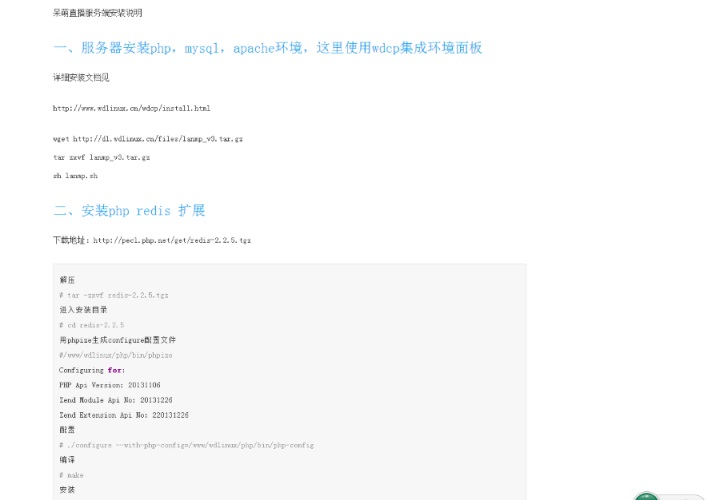 呆萌直播服务端安装说明
一、服务器安装php，mysql，apache环境，这里使用wdcp集成环境面板
详细安装文档见
http://www.wdlinux.cn/wdcp/install.html
wget http://dl.wdlinux.cn/files/lanmp_v3.tar.gz
tar zxvf lanmp_v3.tar.gz
sh lanmp.sh
二、安装php redis 扩展
下载地址：http://pecl.php.net/get/redis-2.2.5.tgz
解压
# tar -zxvf redis-2.2.5.tgz
进入安装目录
# cd redis-2.2.5
用phpize生成configure配置文件
#/www/wdlinux/php/bin/phpize
Configuring for:
PHP Api Version: 20131106
Zend Module Api No: 20131226
Zend Extension Api No: 220131226
配置
# ./configure --with-php-config=/www/wdlinux/php/bin/php-config
编译
# make
安装